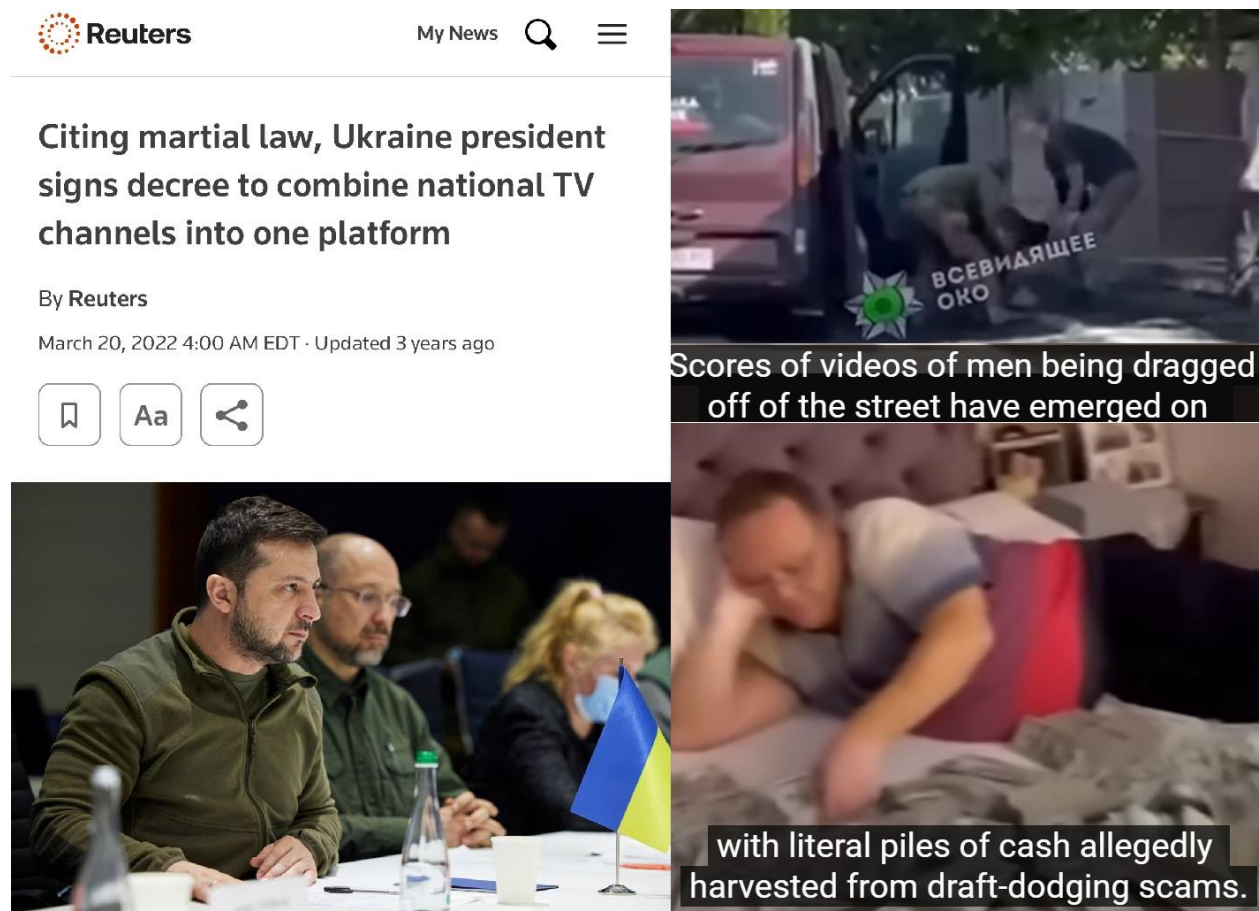 Reuters
My News
Citing martial law, Ukraine president
signs decree to combine national TV
channels into one platform
By Reuters
March 20, 2022 4:00 AM EDT · Updated 3 years ago
Aa
ВСЕВИДЯЩЕЕ
ОКО
Scores of videos of men being dragged
off of the street have emerged on
with literal piles of cash allegedly
harvested from draft-dodging scams.